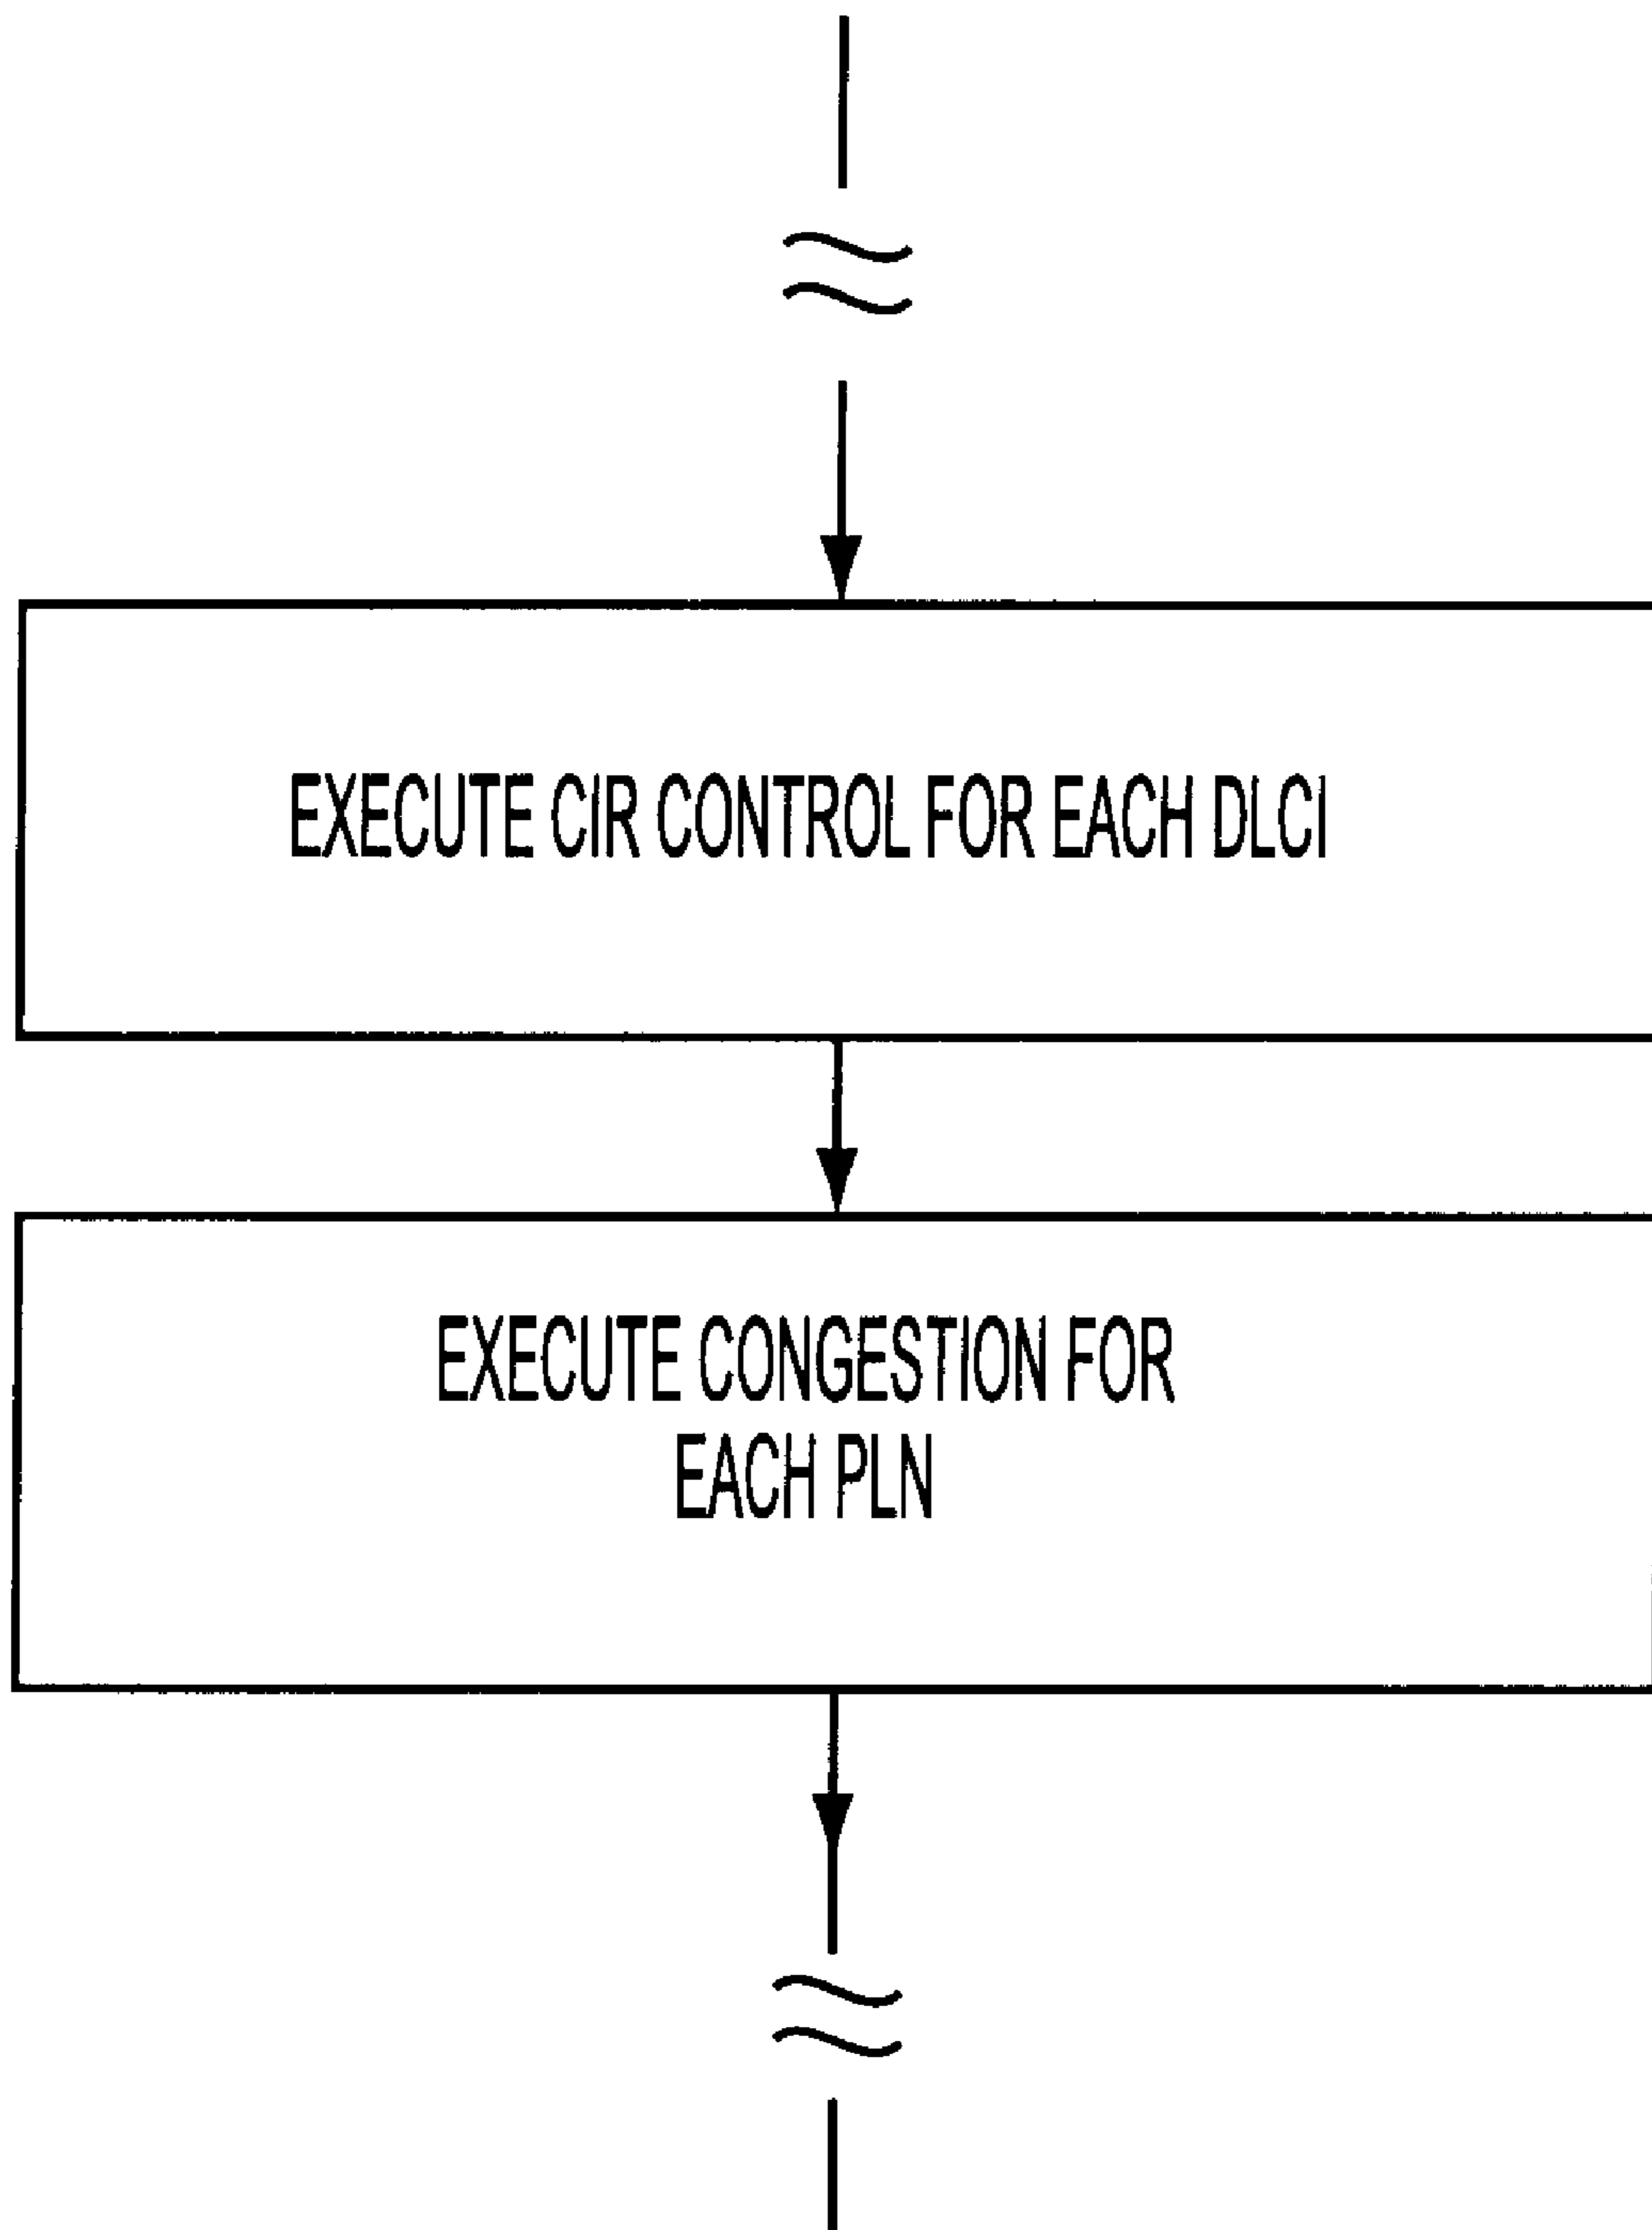 EXECUTE CIR CONTROL FOR EACH DLCI
EXECUTE CONGESTION FOR
EACH PLN